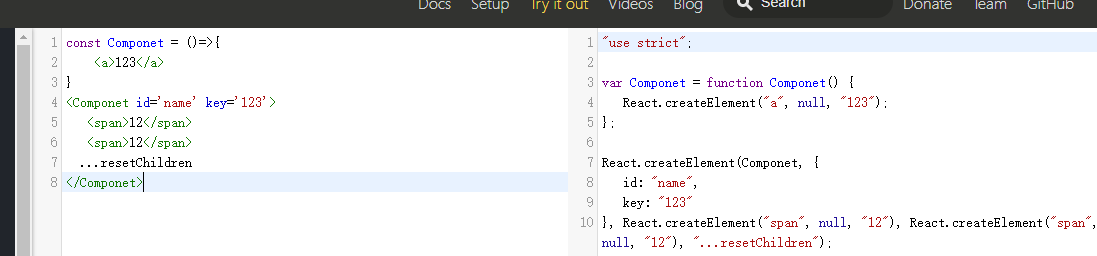 Docs Setup Try it out Videos Blog Search Donate Team GitHub
1 const Componet = ()=>{
2 <a>123</a>
3 }
4 <Componet id='name' key='123'>
5 <span>12</span>
6 <span>12</span>
7 ...resetChildren
8 </Componet>
1 "use strict";
2
3 var Componet = function Componet() {
4 React.createElement("a", null, "123");
5 };
6
7 React.createElement(Componet, {
8 id: "name",
9 key: "123"
10 }, React.createElement("span", null, "12"), React.createElement("span",
null, "12"), "...resetChildren");